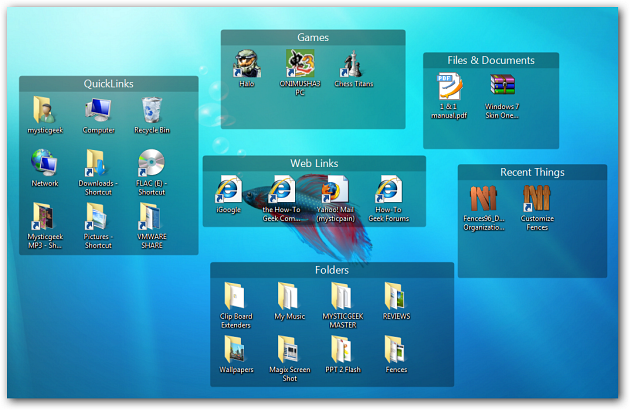 Games
Halo
ONIMUSHA3
PC
Chess Titans
Files & Documents
1 & 1
manual.pdf
Windows 7
Skin One...
QuickLinks
mysticgeek
Computer
Recycle Bin
Network
Downloads -
Shortcut
FLAC (E) -
Shortcut
Mysticgeek
MP3 - Sh...
Pictures -
Shortcut
VMWARE
SHARE
Web Links
iGoogle
the How-To
Geek Com...
Yahoo! Mail
(mysticpain)
How-To
Geek Forums
Recent Things
Fences96_D...
Organizatio...
Customize
Fences
Folders
Clip Board
Extenders
My Music
MYSTICGEEK
MASTER
REVIEWS
Wallpapers
Magix Screen
Shot
PPT 2 Flash
Fences